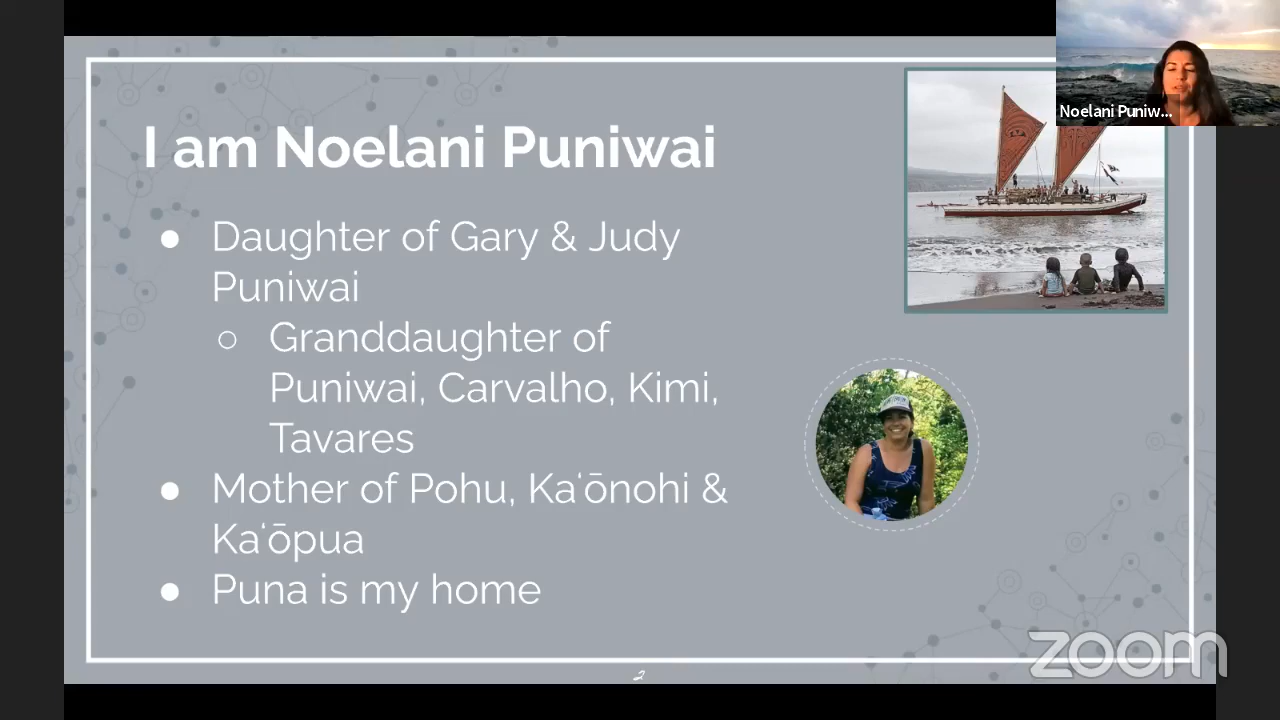 Noelani Puniw...
I am Noelani Puniwai
● Daughter of Gary & Judy
Puniwai
○ Granddaughter of
Puniwai, Carvalho, Kimi,
Tavares
● Mother of Pohu, Kaʻōnohi &
Kaʻōpua
● Puna is my home
2
zoom